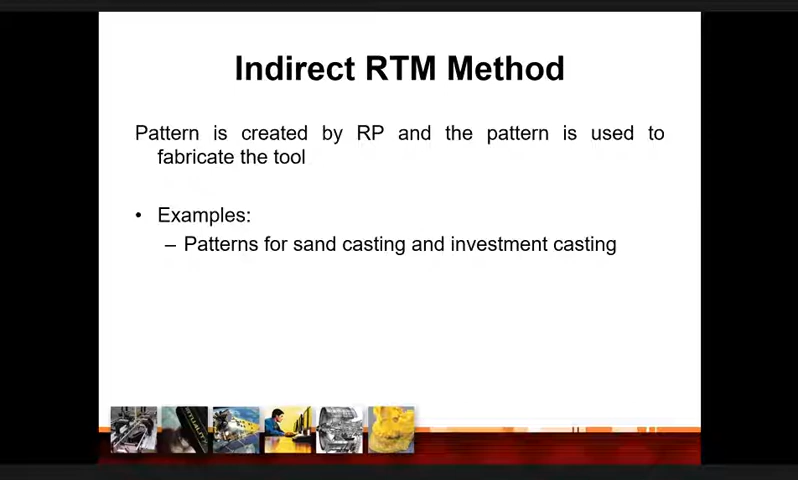 Indirect RTM Method
Pattern is created by RP and the pattern is used to
fabricate the tool
• Examples:
– Patterns for sand casting and investment casting